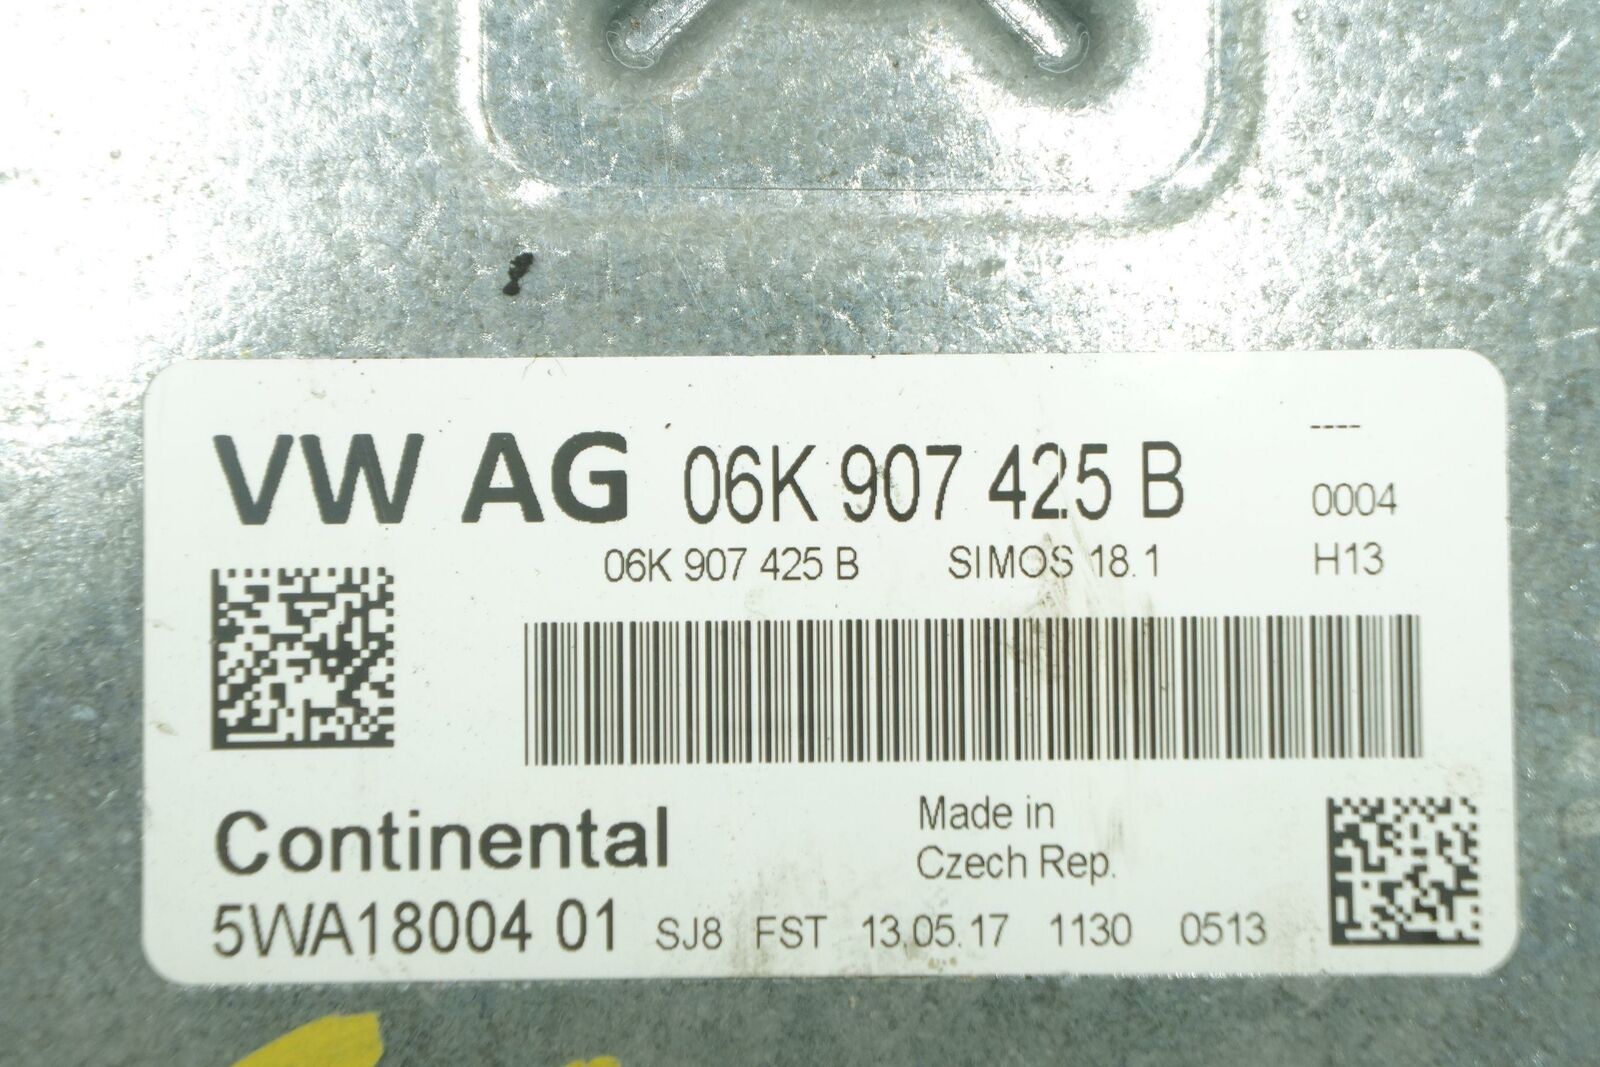 VW AG 06K 907 425 B ----
0004
06K 907 425 B SIMOS 18.1 H13
Continental
Made in
Czech Rep.
5WA18004 01 SJ8 FST 13.05.17 1130 0513